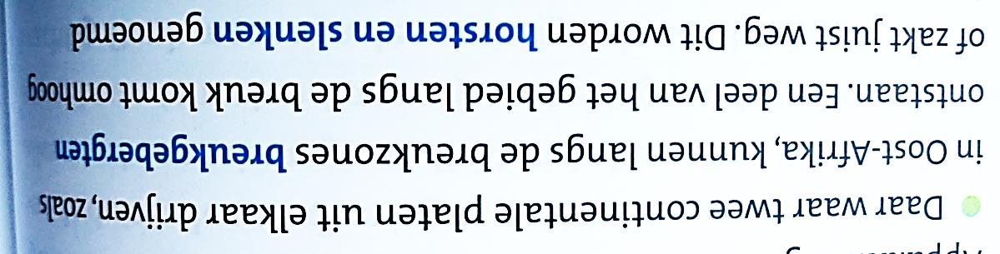 Daar waar twee continentale platen uit elkaar drijven, zoals
in Oost-Afrika, kunnen langs de breukzones breukgebergten
ontstaan. Een deel van het gebied langs de breuk komt omhoog
of zakt juist weg. Dit worden horsten en slenken genoemd